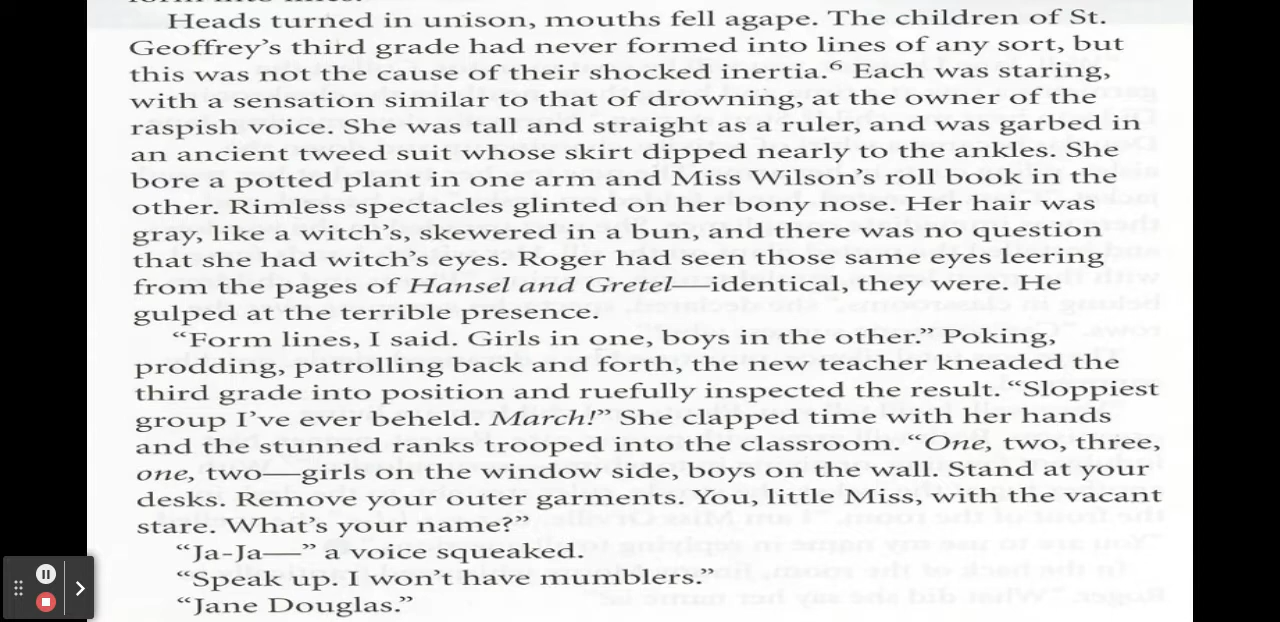 form into lines.
Heads turned in unison, mouths fell agape. The children of St.
Geoffrey's third grade had never formed into lines of any sort, but
this was not the cause of their shocked inertia.⁶ Each was staring,
with a sensation similar to that of drowning, at the owner of the
raspish voice. She was tall and straight as a ruler, and was garbed in
an ancient tweed suit whose skirt dipped nearly to the ankles. She
bore a potted plant in one arm and Miss Wilson's roll book in the
other. Rimless spectacles glinted on her bony nose. Her hair was
gray, like a witch's, skewered in a bun, and there was no question
that she had witch's eyes. Roger had seen those same eyes leering
from the pages of Hansel and Gretel—identical, they were. He
gulped at the terrible presence.
"Form lines, I said. Girls in one, boys in the other." Poking,
prodding, patrolling back and forth, the new teacher kneaded the
third grade into position and ruefully inspected the result. "Sloppiest
group I've ever beheld. March!" She clapped time with her hands
and the stunned ranks trooped into the classroom. "One, two, three,
one, two—girls on the window side, boys on the wall. Stand at your
desks. Remove your outer garments. You, little Miss, with the vacant
stare. What's your name?"
"Ja-Ja—" a voice squeaked.
"Speak up. I won't have mumblers."
"Jane Douglas."